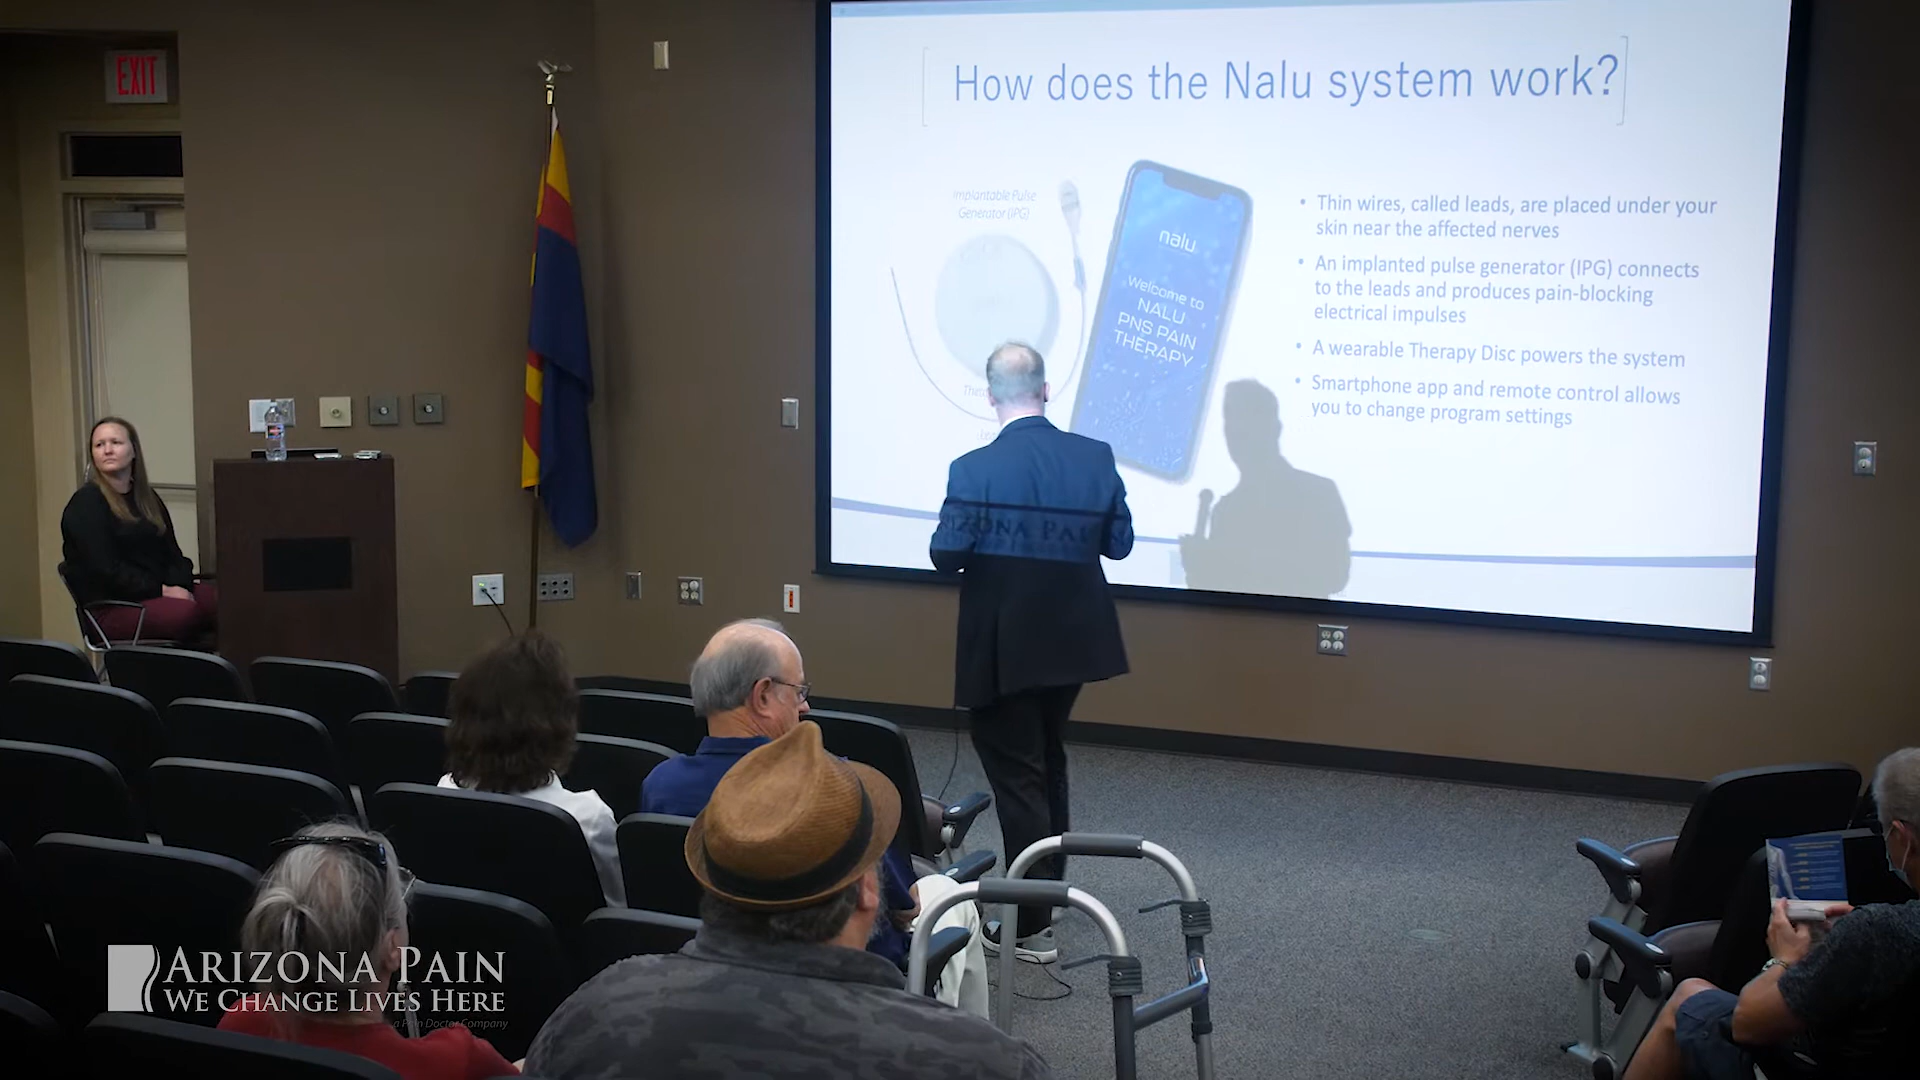 EXIT
How does the Nalu system work?
Implantable Pulse
Generator (IPG)
nalu
Welcome to
NALU
PNS PAIN
THERAPY
• Thin wires, called leads, are placed under your
skin near the affected nerves
• An implanted pulse generator (IPG) connects
to the leads and produces pain-blocking
electrical impulses
• A wearable Therapy Disc powers the system
• Smartphone app and remote control allows
you to change program settings
ARIZONA PAIN
WE CHANGE LIVES HERE
a Pain Doctor Company